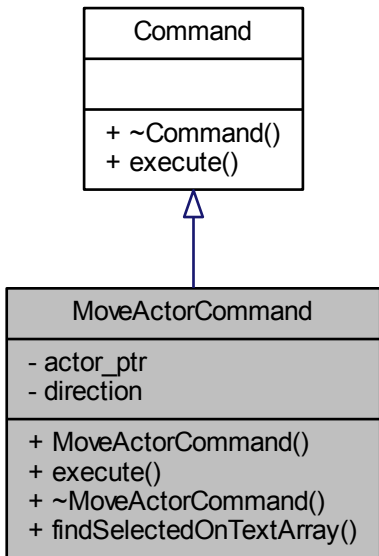 Command
+ ~Command()
+ execute()
MoveActorCommand
- actor_ptr
- direction
+ MoveActorCommand()
+ execute()
+ ~MoveActorCommand()
+ findSelectedOnTextArray()